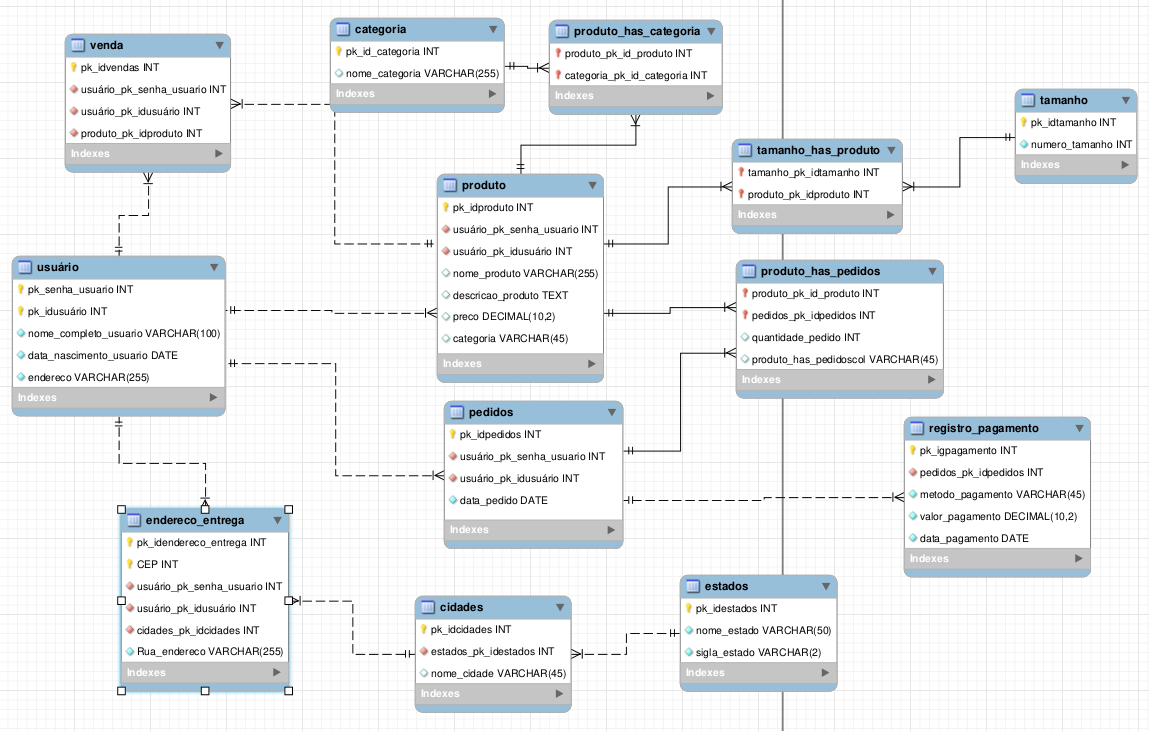 venda
pk_idvendas INT
usuário_pk_senha_usuario INT
usuário_pk_idusuário INT
produto_pk_idproduto INT
Indexes
categoria
pk_id_categoria INT
nome_categoria VARCHAR(255)
Indexes
produto_has_categoria
produto_pk_id_produto INT
categoria_pk_id_categoria INT
Indexes
tamanho
pk_idtamanho INT
numero_tamanho INT
Indexes
tamanho_has_produto
tamanho_pk_idtamanho INT
produto_pk_idproduto INT
Indexes
produto
pk_idproduto INT
usuário_pk_senha_usuario INT
usuário_pk_idusuário INT
nome_produto VARCHAR(255)
descricao_produto TEXT
preco DECIMAL(10,2)
categoria VARCHAR(45)
Indexes
usuário
pk_senha_usuario INT
pk_idusuário INT
nome_completo_usuario VARCHAR(100)
data_nascimento_usuario DATE
endereco VARCHAR(255)
Indexes
produto_has_pedidos
produto_pk_id_produto INT
pedidos_pk_idpedidos INT
quantidade_pedido INT
produto_has_pedidoscol VARCHAR(45)
Indexes
pedidos
pk_idpedidos INT
usuário_pk_senha_usuario INT
usuário_pk_idusuário INT
data_pedido DATE
Indexes
registro_pagamento
pk_igpagamento INT
pedidos_pk_idpedidos INT
metodo_pagamento VARCHAR(45)
valor_pagamento DECIMAL(10,2)
data_pagamento DATE
Indexes
endereco_entrega
pk_idendereco_entrega INT
CEP INT
usuário_pk_senha_usuario INT
usuário_pk_idusuário INT
cidades_pk_idcidades INT
Rua_endereco VARCHAR(255)
Indexes
cidades
pk_idcidades INT
estados_pk_idestados INT
nome_cidade VARCHAR(45)
Indexes
estados
pk_idestados INT
nome_estado VARCHAR(50)
sigla_estado VARCHAR(2)
Indexes